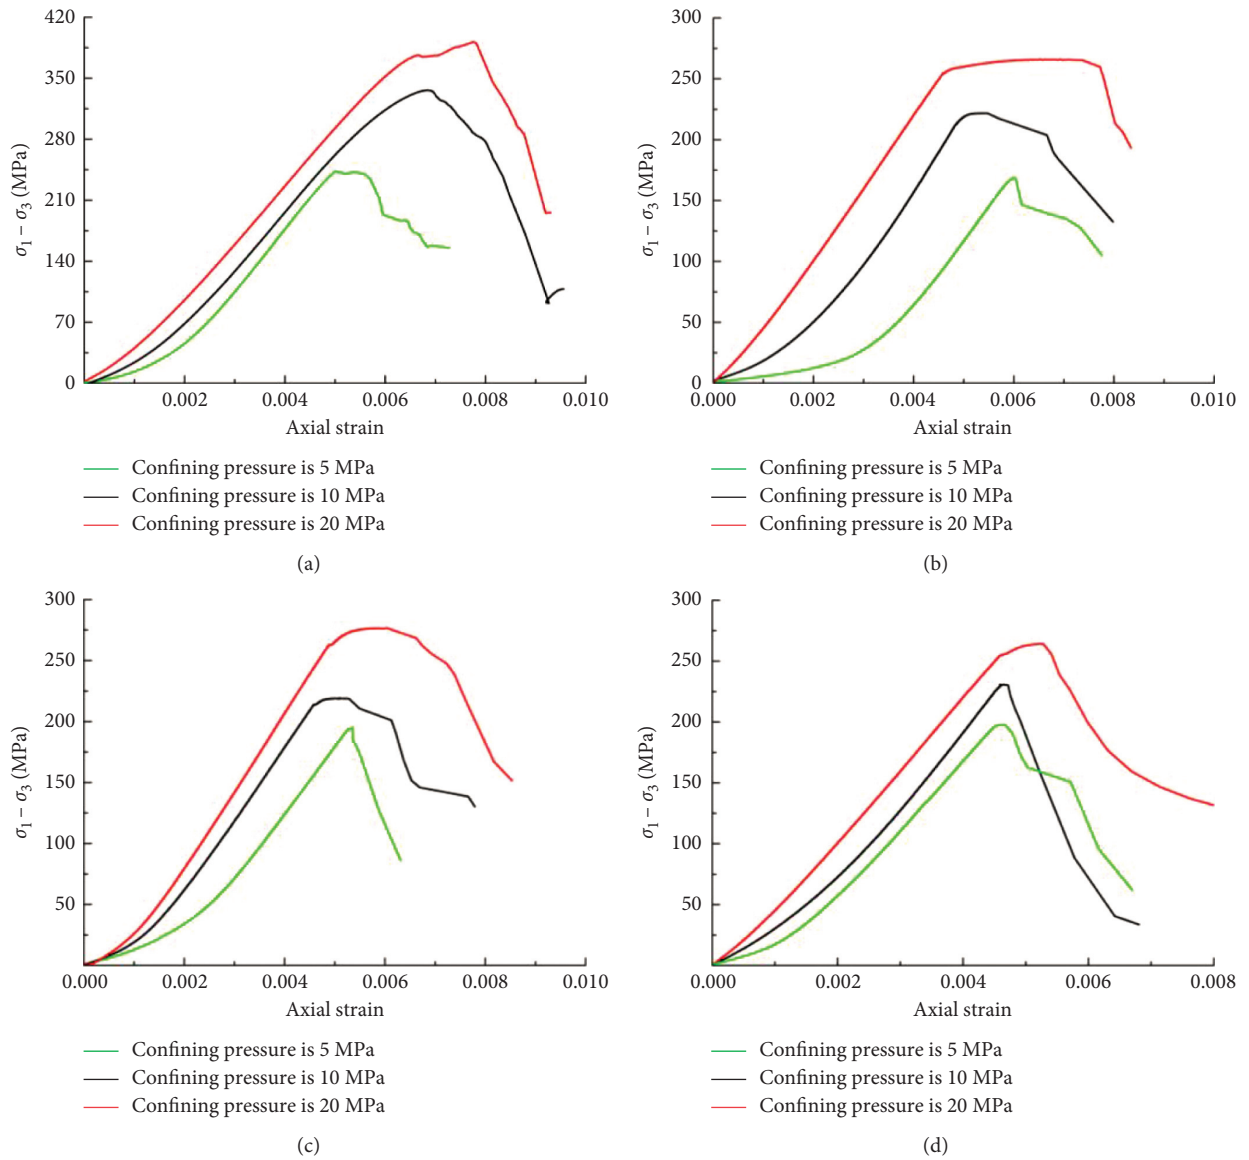 420
350
280
210
140
70
0
σ1 – σ3 (MPa)
0.002 0.004 0.006 0.008 0.010
Axial strain
Confining pressure is 5 MPa
Confining pressure is 10 MPa
Confining pressure is 20 MPa
(a)
300
250
200
150
100
50
0
σ1 – σ3 (MPa)
0.000 0.002 0.004 0.006 0.008 0.010
Axial strain
Confining pressure is 5 MPa
Confining pressure is 10 MPa
Confining pressure is 20 MPa
(b)
300
250
200
150
100
50
σ1 – σ3 (MPa)
0.000 0.002 0.004 0.006 0.008 0.010
Axial strain
Confining pressure is 5 MPa
Confining pressure is 10 MPa
Confining pressure is 20 MPa
(c)
300
250
200
150
100
50
σ1 – σ3 (MPa)
0.000 0.002 0.004 0.006 0.008
Axial strain
Confining pressure is 5 MPa
Confining pressure is 10 MPa
Confining pressure is 20 MPa
(d)